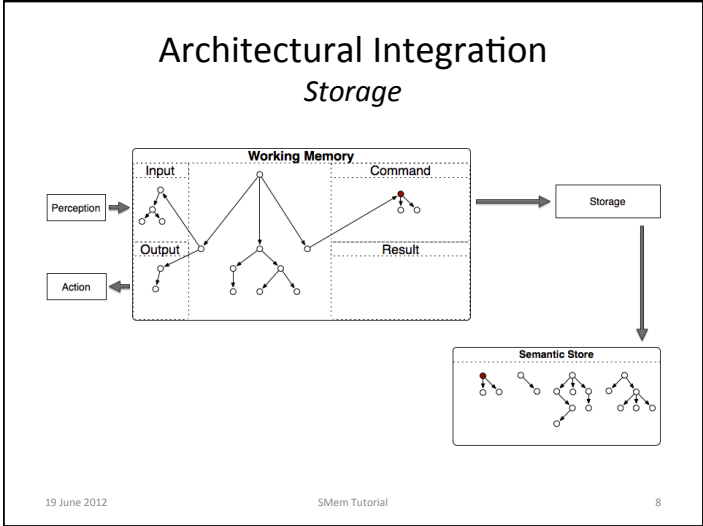 Architectural Integration
Storage
Working Memory
Input
Command
Perception
Storage
Output
Result
Action
Semantic Store
19 June 2012
SMem Tutorial
8